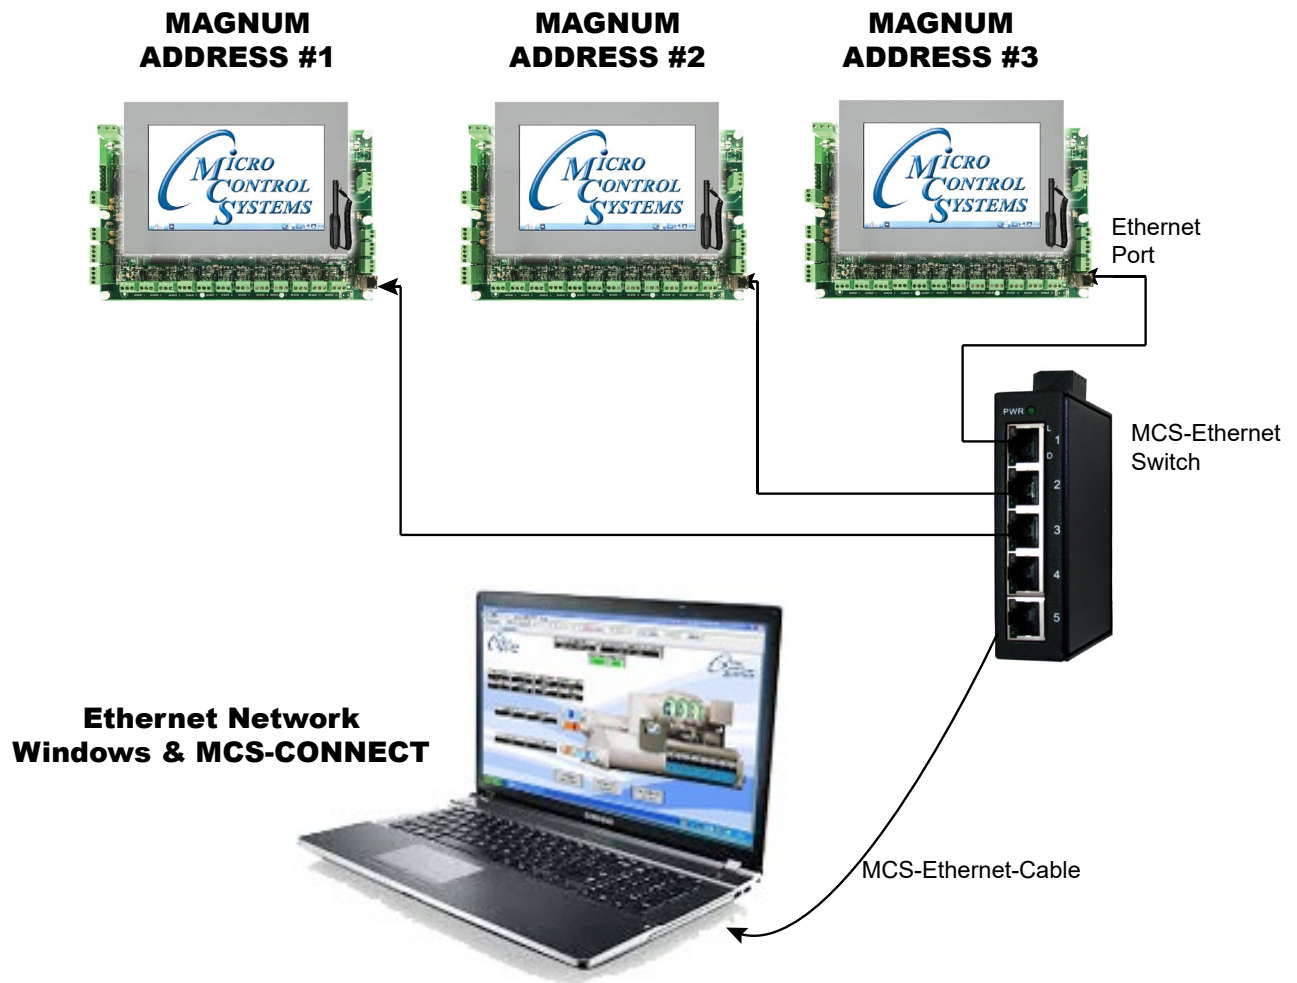 MAGNUM
ADDRESS #1
MAGNUM
ADDRESS #2
MAGNUM
ADDRESS #3
MICRO
CONTROL
SYSTEMS
MICRO
CONTROL
SYSTEMS
MICRO
CONTROL
SYSTEMS
Ethernet
Port
PWR
L
1
D
2
3
4
5
MCS-Ethernet
Switch
Ethernet Network
Windows & MCS-CONNECT
SAMSUNG
MCS-Ethernet-Cable